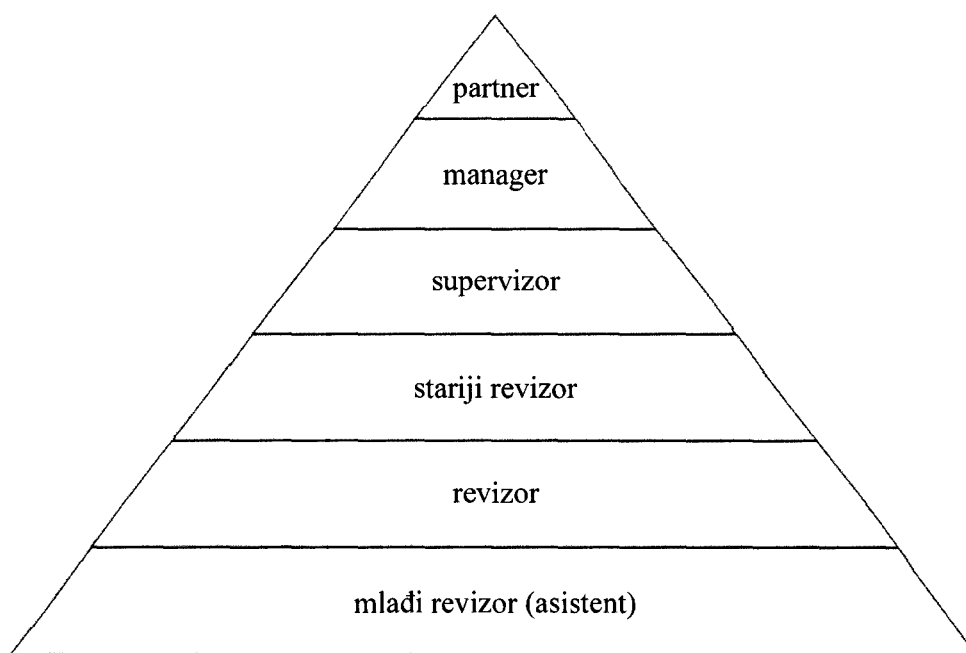 partner
manager
supervizor
stariji revizor
revizor
mlađi revizor (asistent)